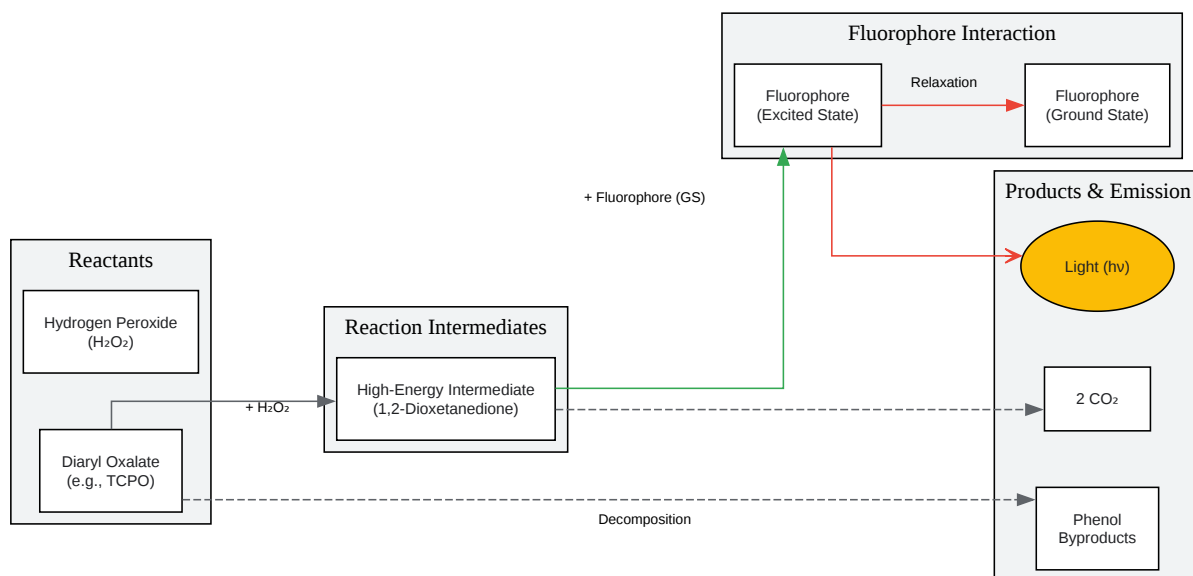 Fluorophore Interaction
Fluorophore
(Excited State)
Relaxation
Fluorophore
(Ground State)
+ Fluorophore (GS)
Products & Emission
Light (hν)
2 CO₂
Phenol
Byproducts
Reactants
Hydrogen Peroxide
(H₂O₂)
+ H₂O₂
Diaryl Oxalate
(e.g., TCPO)
Reaction Intermediates
High-Energy Intermediate
(1,2-Dioxetanedione)
Decomposition